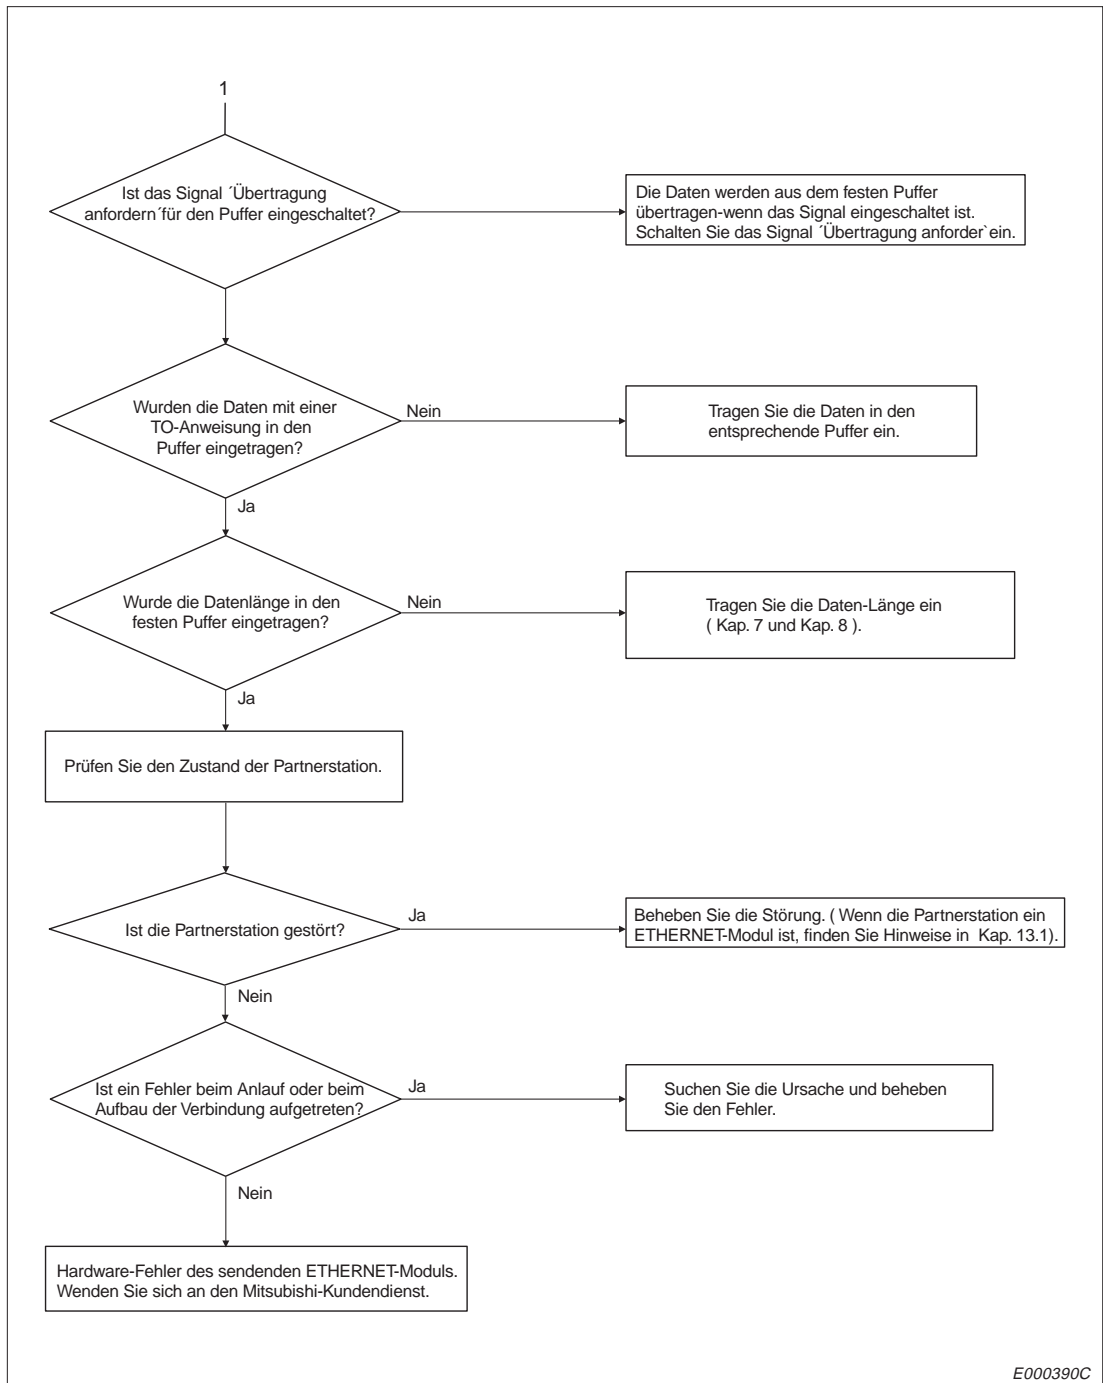 1
Ist das Signal ´Übertragung
anfordern´für den Puffer eingeschaltet?
Die Daten werden aus dem festen Puffer
übertragen-wenn das Signal eingeschaltet ist.
Schalten Sie das Signal ´Übertragung anforder`ein.
Wurden die Daten mit einer
TO-Anweisung in den
Puffer eingetragen?
Nein
Tragen Sie die Daten in den
entsprechende Puffer ein.
Ja
Wurde die Datenlänge in den
festen Puffer eingetragen?
Nein
Tragen Sie die Daten-Länge ein
( Kap. 7 und Kap. 8 ).
Ja
Prüfen Sie den Zustand der Partnerstation.
Ist die Partnerstation gestört?
Ja
Beheben Sie die Störung. ( Wenn die Partnerstation ein
ETHERNET-Modul ist, finden Sie Hinweise in Kap. 13.1).
Nein
Ist ein Fehler beim Anlauf oder beim
Aufbau der Verbindung aufgetreten?
Ja
Suchen Sie die Ursache und beheben
Sie den Fehler.
Nein
Hardware-Fehler des sendenden ETHERNET-Moduls.
Wenden Sie sich an den Mitsubishi-Kundendienst.
E000390C